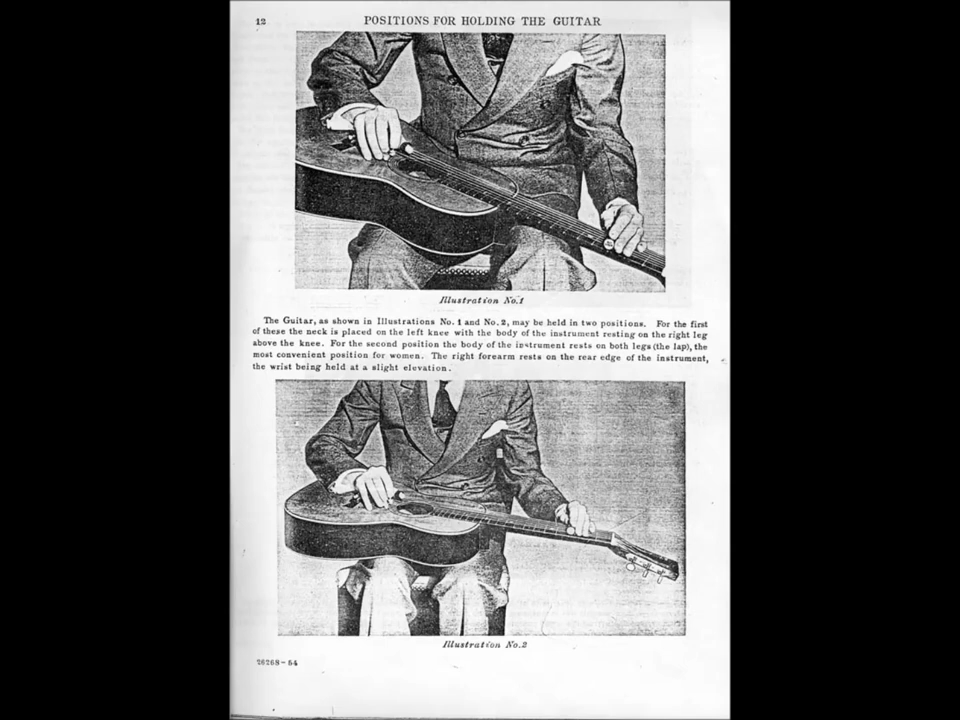 12
POSITIONS FOR HOLDING THE GUITAR
Illustration No.1
The Guitar, as shown in Illustrations No. 1 and No. 2, may be held in two positions. For the first
of these the neck is placed on the left knee with the body of the instrument resting on the right leg
above the knee. For the second position the body of the instrument rests on both legs (the lap), the
most convenient position for women. The right forearm rests on the rear edge of the instrument,
the wrist being held at a slight elevation.
Illustration No.2
26268-54